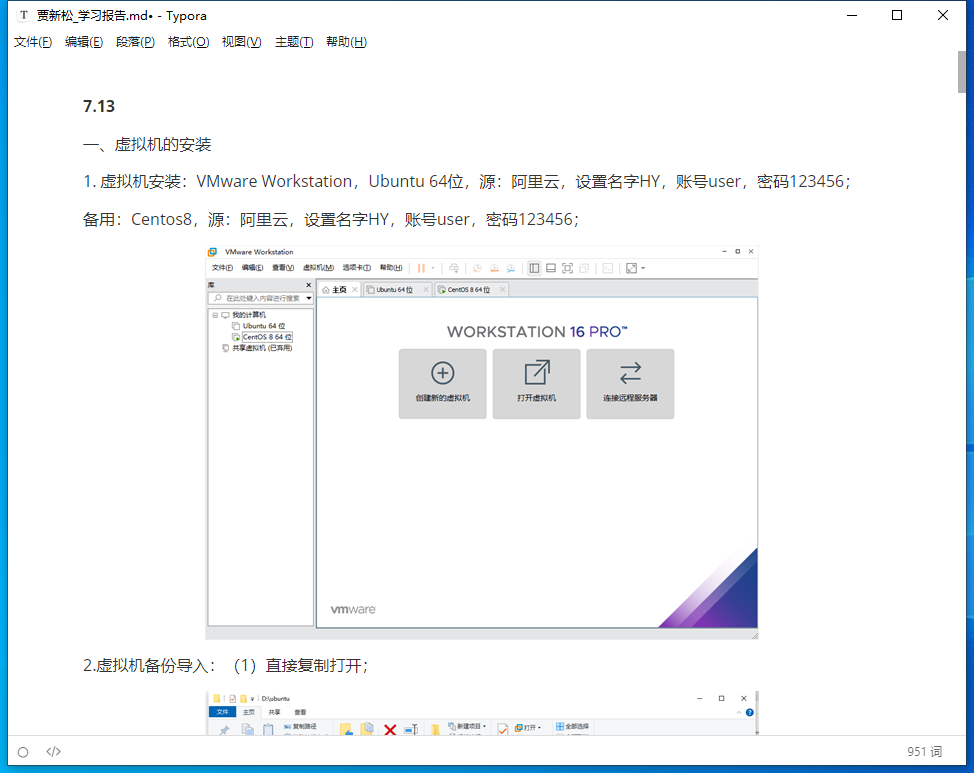 T 贾新松_学习报告.md• - Typora
文件(F) 编辑(E) 段落(P) 格式(O) 视图(V) 主题(T) 帮助(H)
7.13
一、虚拟机的安装
1. 虚拟机安装：VMware Workstation，Ubuntu 64位，源：阿里云，设置名字HY，账号user，密码123456；
备用：Centos8，源：阿里云，设置名字HY，账号user，密码123456；
VMware Workstation
文件(F) 编辑(E) 查看(V) 虚拟机(M) 选项卡(T) 帮助(H)
库
在此处键入内容进行搜索
我的计算机
Ubuntu 64 位
CentOS 8 64 位
共享虚拟机 (已弃用)
主页 Ubuntu 64 位 CentOS 8 64 位
WORKSTATION 16 PRO™
创建新的虚拟机 打开虚拟机 连接远程服务器
vmware
2.虚拟机备份导入：（1）直接复制打开；
D:\ubuntu
文件 主页 共享 查看
复制路径 新建项目 打开 全部选择
951 词